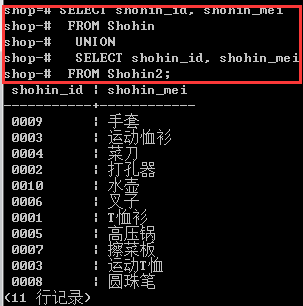 shop-# SELECT shohin_id, shohin_mei
shop-# FROM Shohin
shop-# UNION
shop-# SELECT shohin_id, shohin_mei
shop-# FROM Shohin2;
shohin_id | shohin_mei
-----------+------------
0009 | 手套
0003 | 运动恤衫
0004 | 菜刀
0002 | 打孔器
0010 | 水壶
0006 | 叉子
0001 | T恤衫
0005 | 高压锅
0007 | 擦菜板
0003 | 运动T恤
0008 | 圆珠笔
(11 行记录)